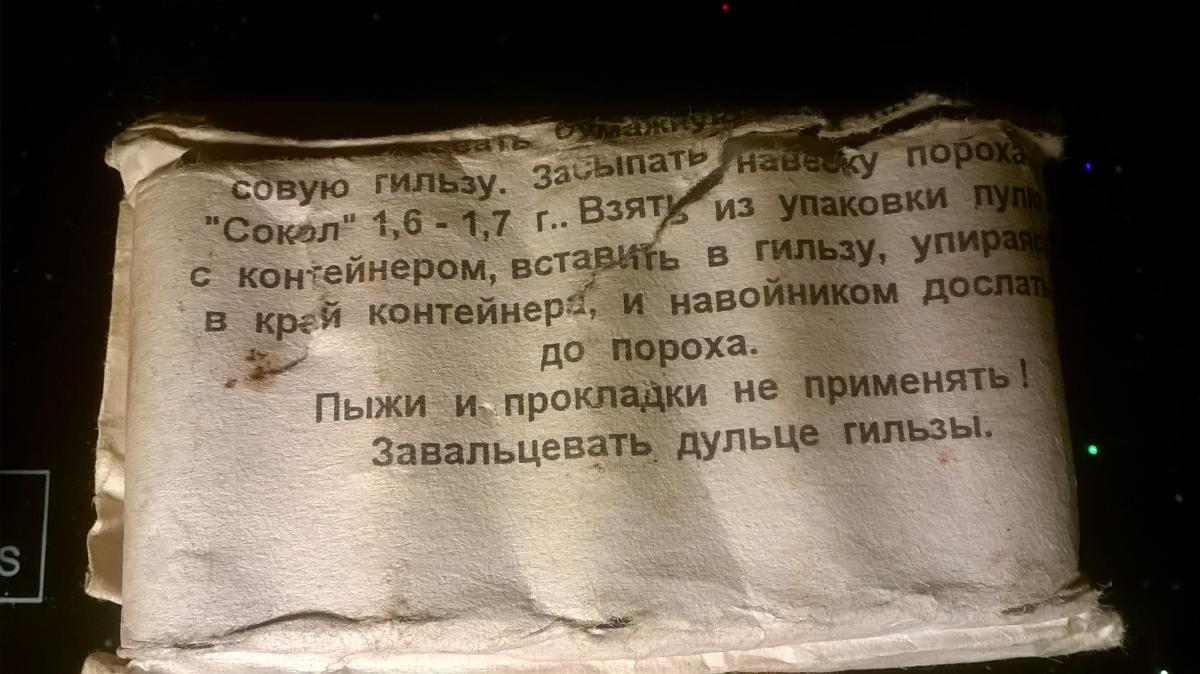 бумажную
совую гильзу. Засыпать навеску пороха
"Сокол" 1,6 - 1,7 г.. Взять из упаковки пулю
с контейнером, вставить в гильзу, упираясь
в край контейнера, и навойником дослать
до пороха.
Пыжи и прокладки не применять!
Завальцевать дульце гильзы.
S